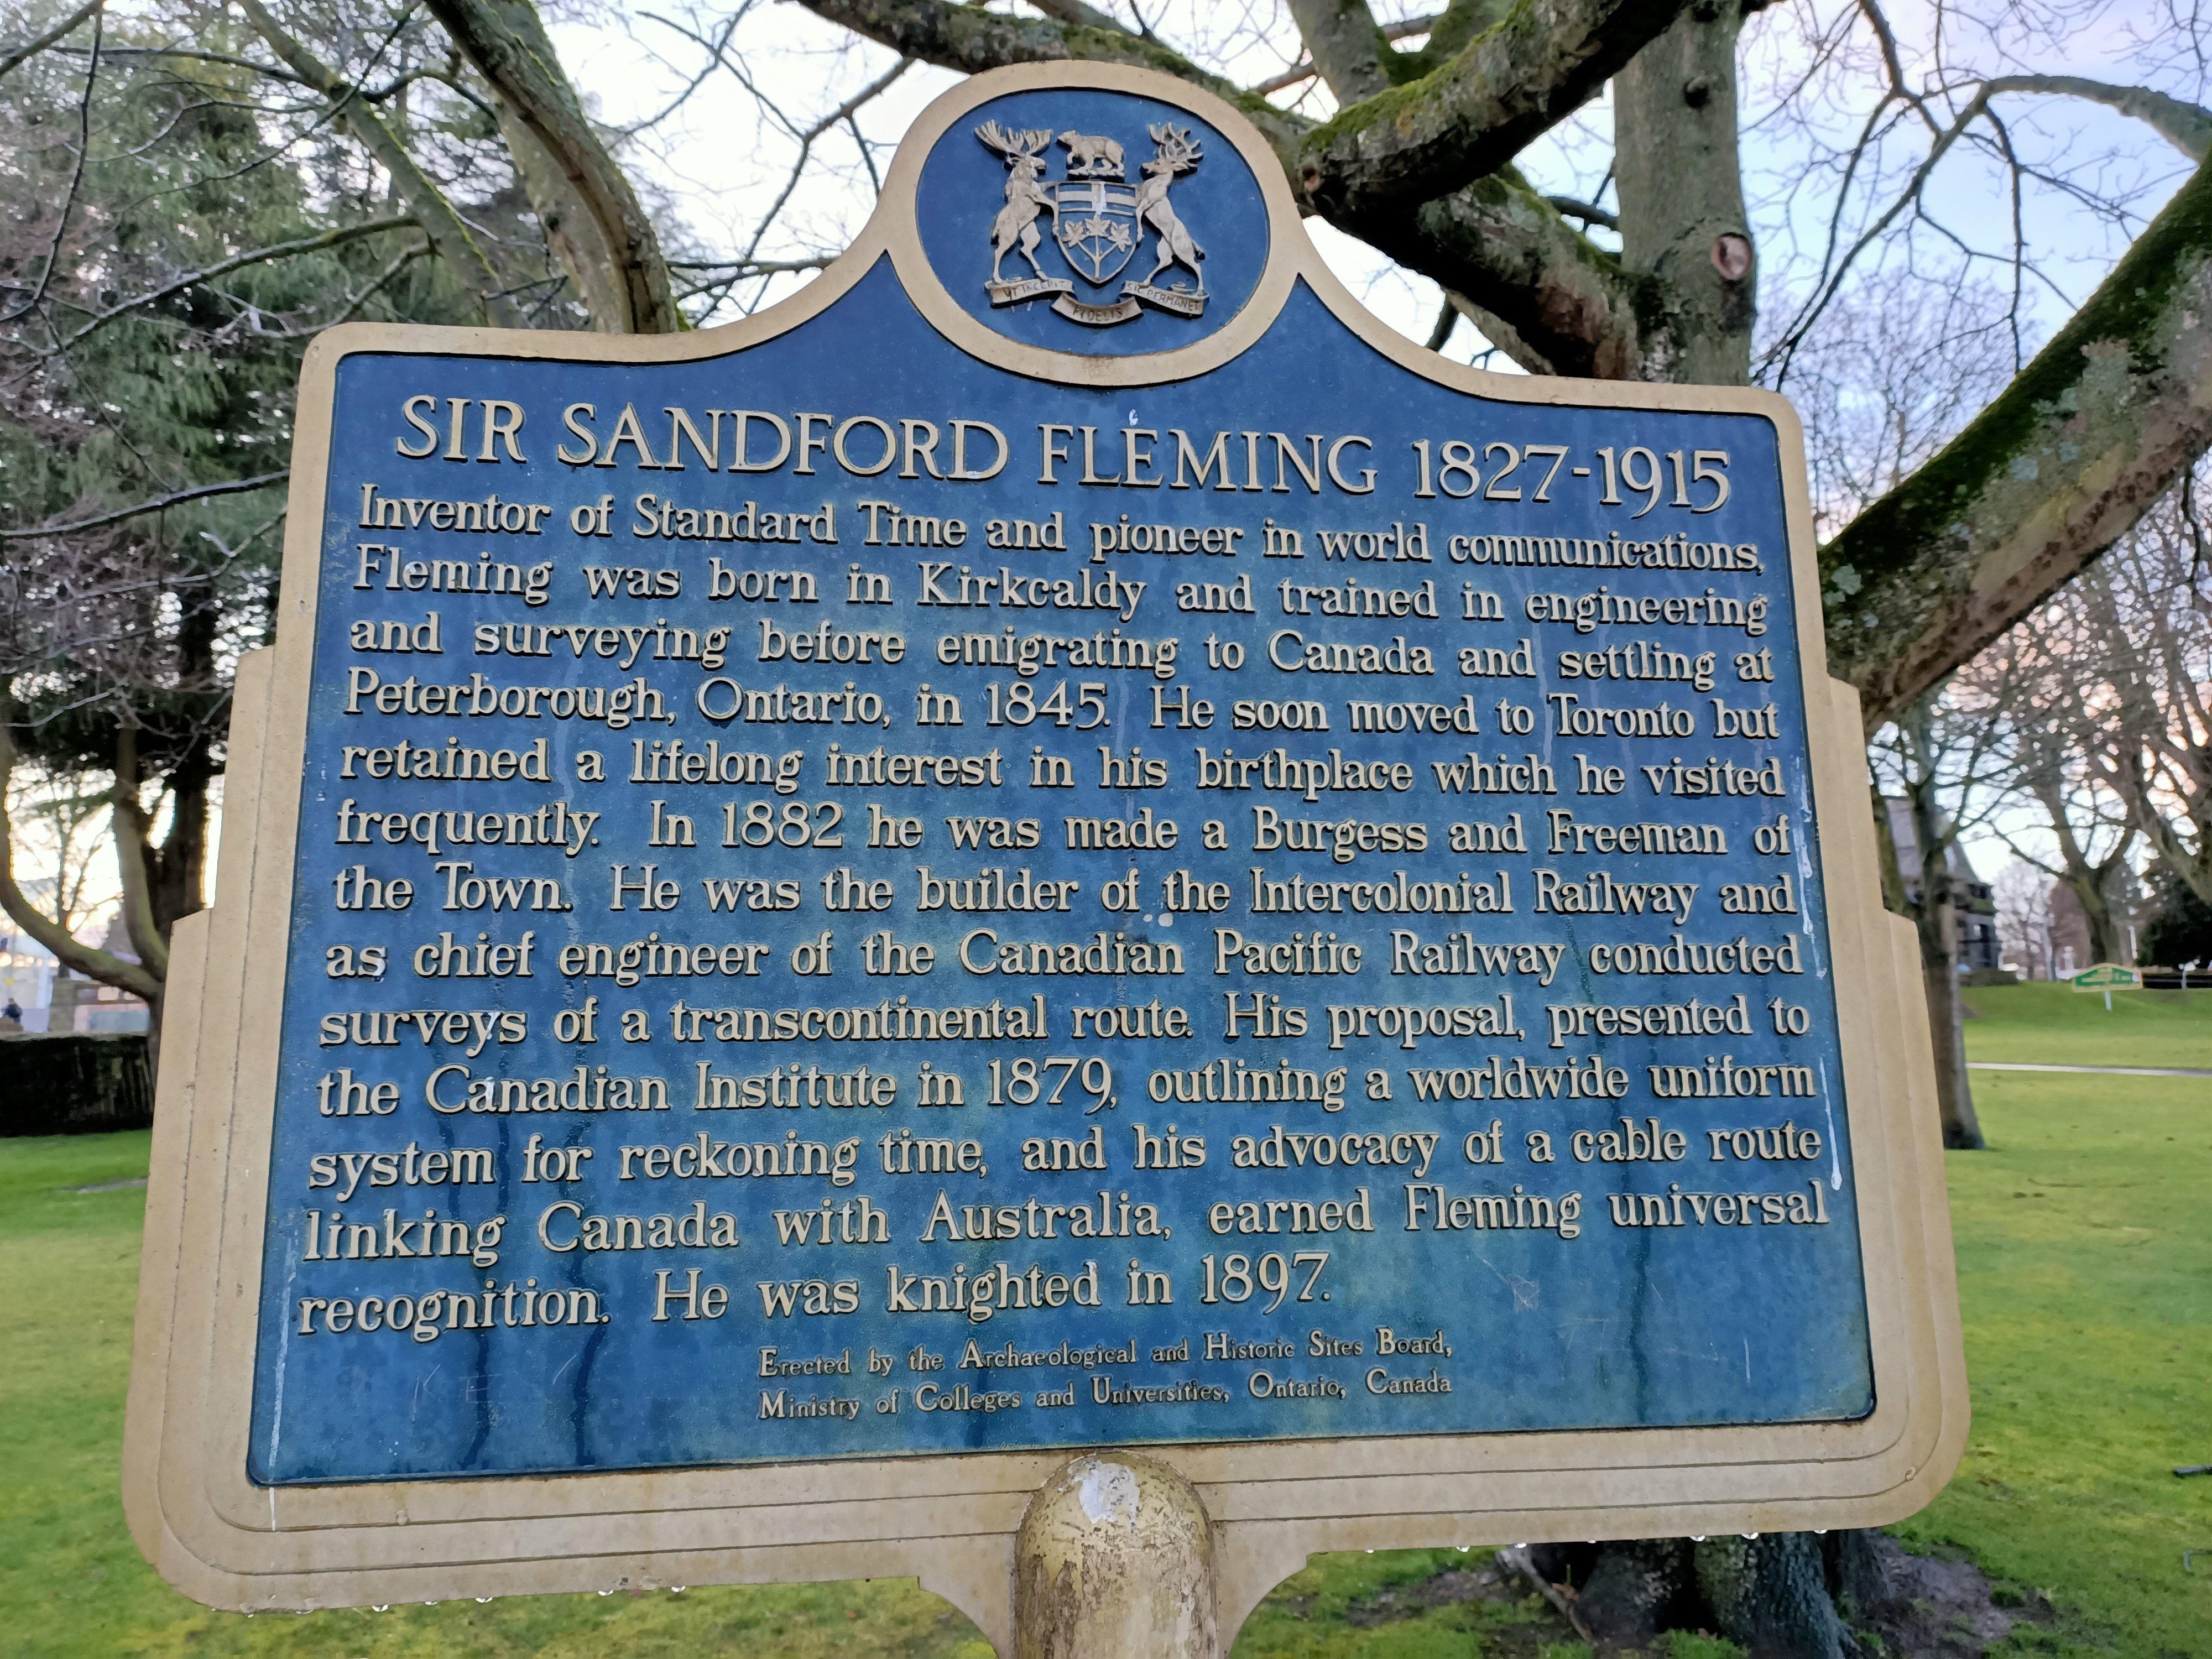 UT INCEPIT
SIC PERMANET
FIDELIS
SIR SANDFORD FLEMING 1827-1915
Inventor of Standard Time and pioneer in world communications,
Fleming was born in Kirkcaldy and trained in engineering
and surveying before emigrating to Canada and settling at
Peterborough, Ontario, in 1845. He soon moved to Toronto but
retained a lifelong interest in his birthplace which he visited
frequently. In 1882 he was made a Burgess and Freeman of
the Town. He was the builder of the Intercolonial Railway and
as chief engineer of the Canadian Pacific Railway conducted
surveys of a transcontinental route. His proposal, presented to
the Canadian Institute in 1879, outlining a worldwide uniform
system for reckoning time, and his advocacy of a cable route
linking Canada with Australia, earned Fleming universal
recognition. He was knighted in 1897.
Erected by the Archaeological and Historic Sites Board,
Ministry of Colleges and Universities, Ontario, Canada